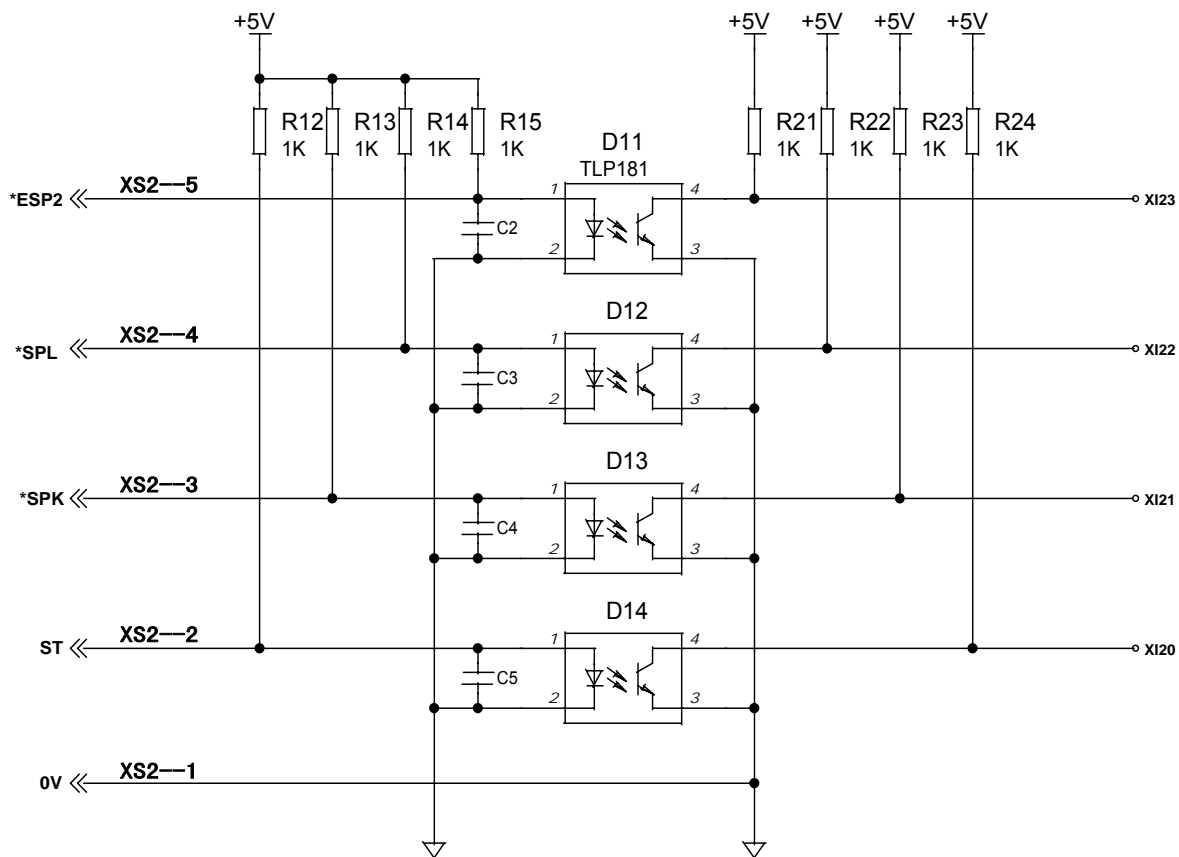 +5V +5V +5V +5V +5V
R12 R13 R14 R15 R21 R22 R23 R24
1K 1K 1K 1K 1K 1K 1K 1K
D11
TLP181
*ESP2 XS2--5 1 4 XI23
C2
2 3
D12
*SPL XS2--4 1 4 XI22
C3
2 3
D13
*SPK XS2--3 1 4 XI21
C4
2 3
D14
ST XS2--2 1 4 XI20
C5
2 3
0V XS2--1